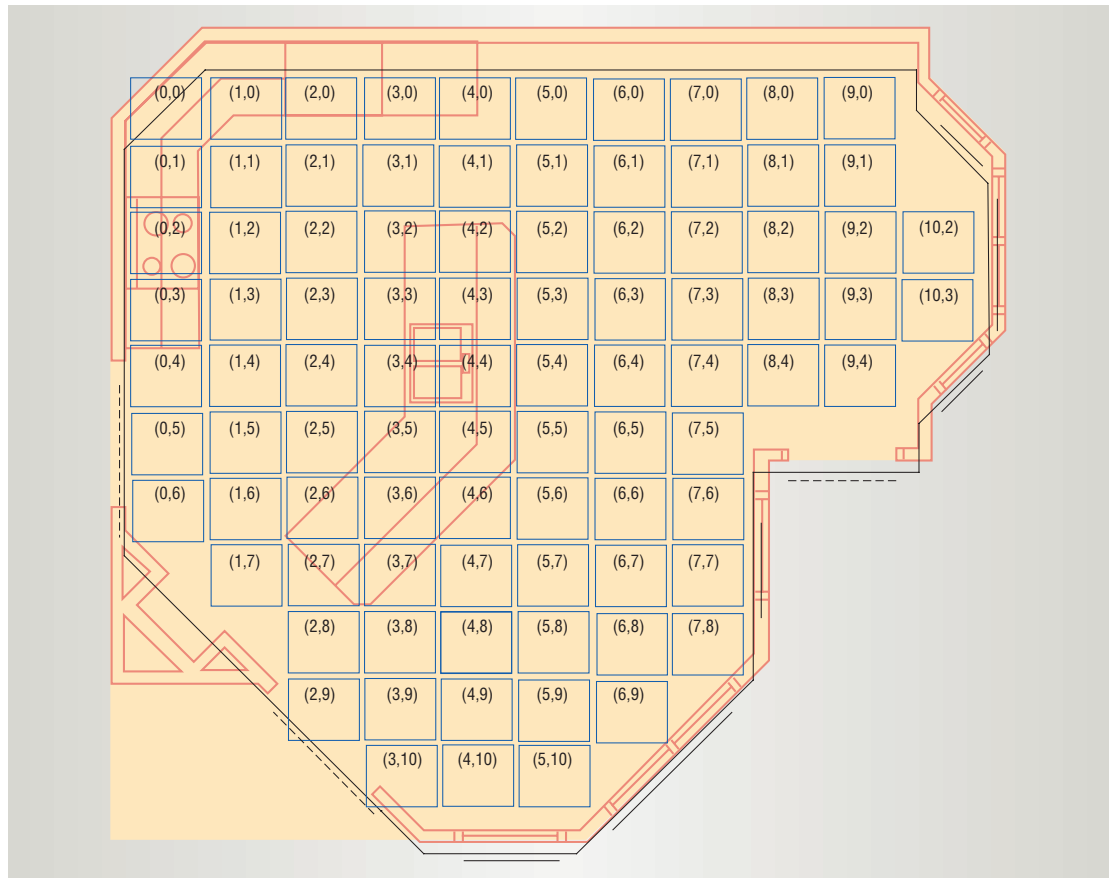 (0,0) (1,0) (2,0) (3,0) (4,0) (5,0) (6,0) (7,0) (8,0) (9,0)
(0,1) (1,1) (2,1) (3,1) (4,1) (5,1) (6,1) (7,1) (8,1) (9,1)
(0,2) (1,2) (2,2) (3,2) (4,2) (5,2) (6,2) (7,2) (8,2) (9,2) (10,2)
(0,3) (1,3) (2,3) (3,3) (4,3) (5,3) (6,3) (7,3) (8,3) (9,3) (10,3)
(0,4) (1,4) (2,4) (3,4) (4,4) (5,4) (6,4) (7,4) (8,4) (9,4)
(0,5) (1,5) (2,5) (3,5) (4,5) (5,5) (6,5) (7,5)
(0,6) (1,6) (2,6) (3,6) (4,6) (5,6) (6,6) (7,6)
(1,7) (2,7) (3,7) (4,7) (5,7) (6,7) (7,7)
(2,8) (3,8) (4,8) (5,8) (6,8) (7,8)
(2,9) (3,9) (4,9) (5,9) (6,9)
(3,10) (4,10) (5,10)